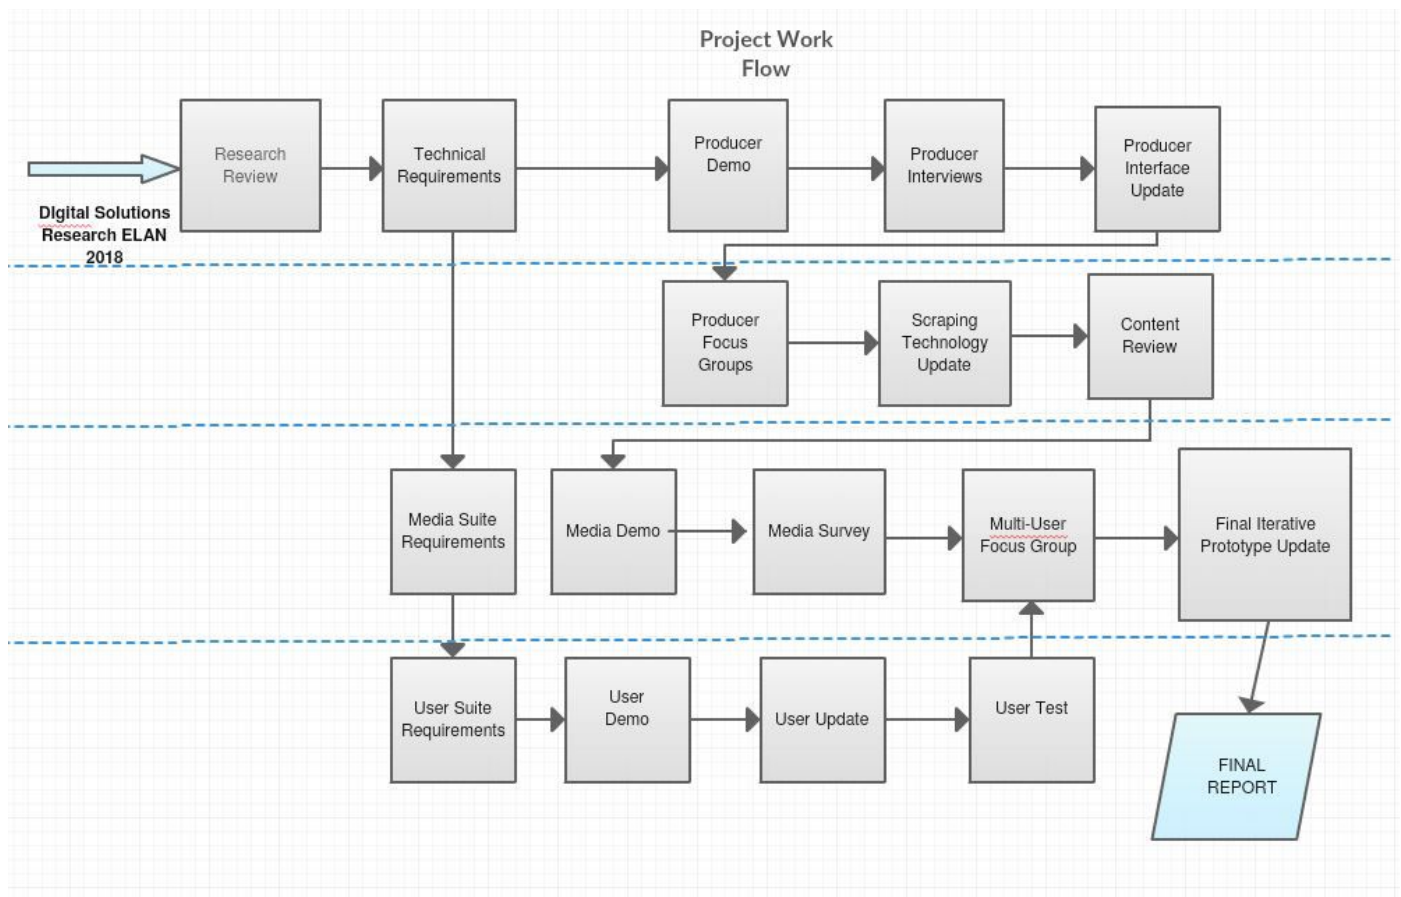 Project Work
Flow
Research
Review
Technical
Requirements
Producer
Demo
Producer
Interviews
Producer
Interface
Update
DIgital Solutions
Research ELAN
2018
Producer
Focus
Groups
Scraping
Technology
Update
Content
Review
Media Suite
Requirements
Media Demo
Media Survey
Multi-User
Focus Group
Final Iterative
Prototype Update
User Suite
Requirements
User
Demo
User Update
User Test
FINAL
REPORT